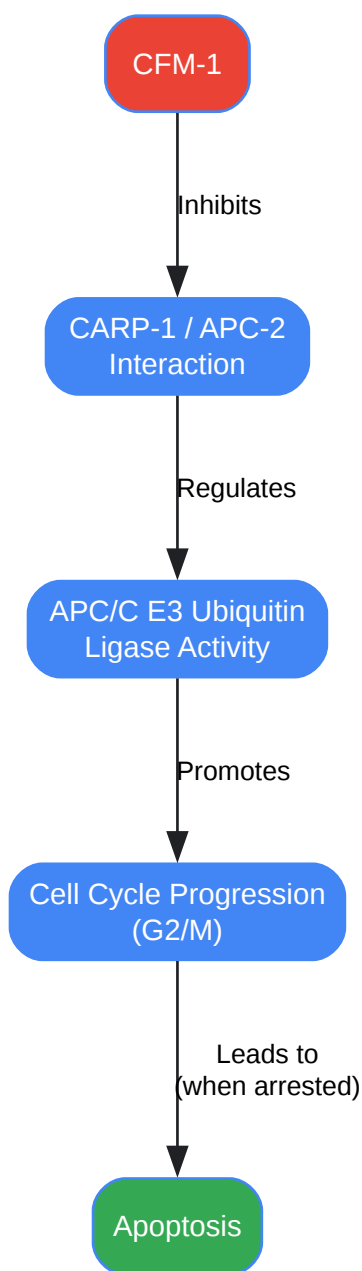 CFM-1
Inhibits
CARP-1 / APC-2
Interaction
Regulates
APC/C E3 Ubiquitin
Ligase Activity
Promotes
Cell Cycle Progression
(G2/M)
Leads to
(when arrested)
Apoptosis